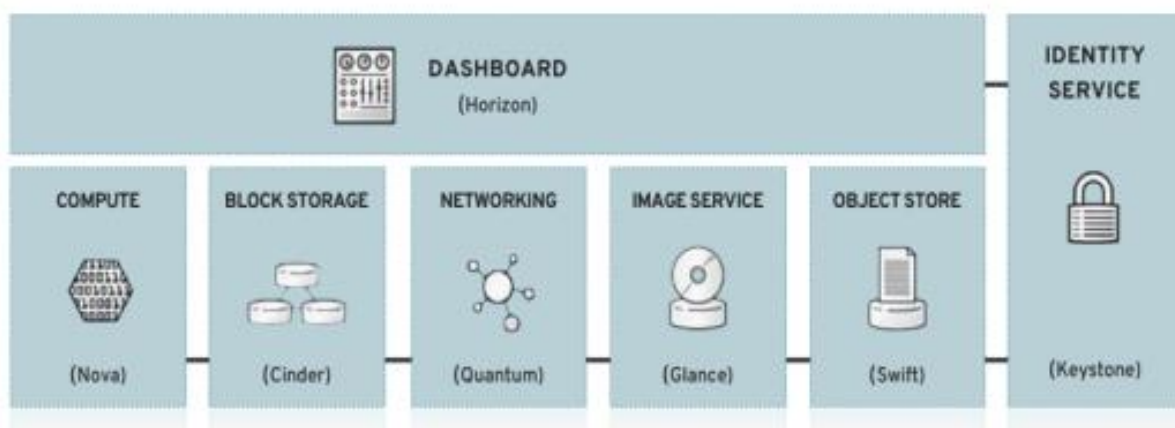 DASHBOARD
(Horizon)
IDENTITY
SERVICE
(Keystone)
COMPUTE
(Nova)
BLOCK STORAGE
(Cinder)
NETWORKING
(Quantum)
IMAGE SERVICE
(Glance)
OBJECT STORE
(Swift)